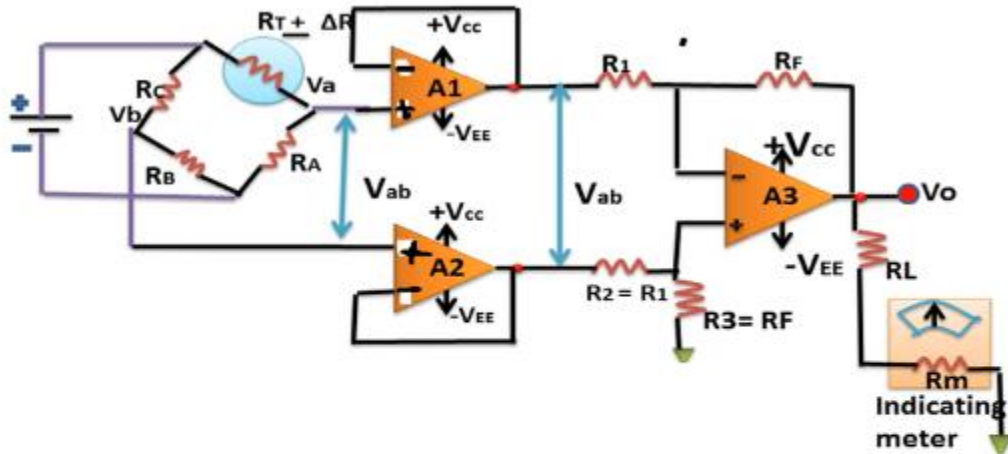 RT ± ΔR
+Vcc
R1
RF
+
RC
Va
-
A1
Vb
+
-VEE
-
RB
RA
+Vcc
Vab
Vab
-
A3
Vo
+Vcc
+
+
A2
-VEE
RL
-
R2 = R1
-VEE
R3= RF
Rm
Indicating
meter